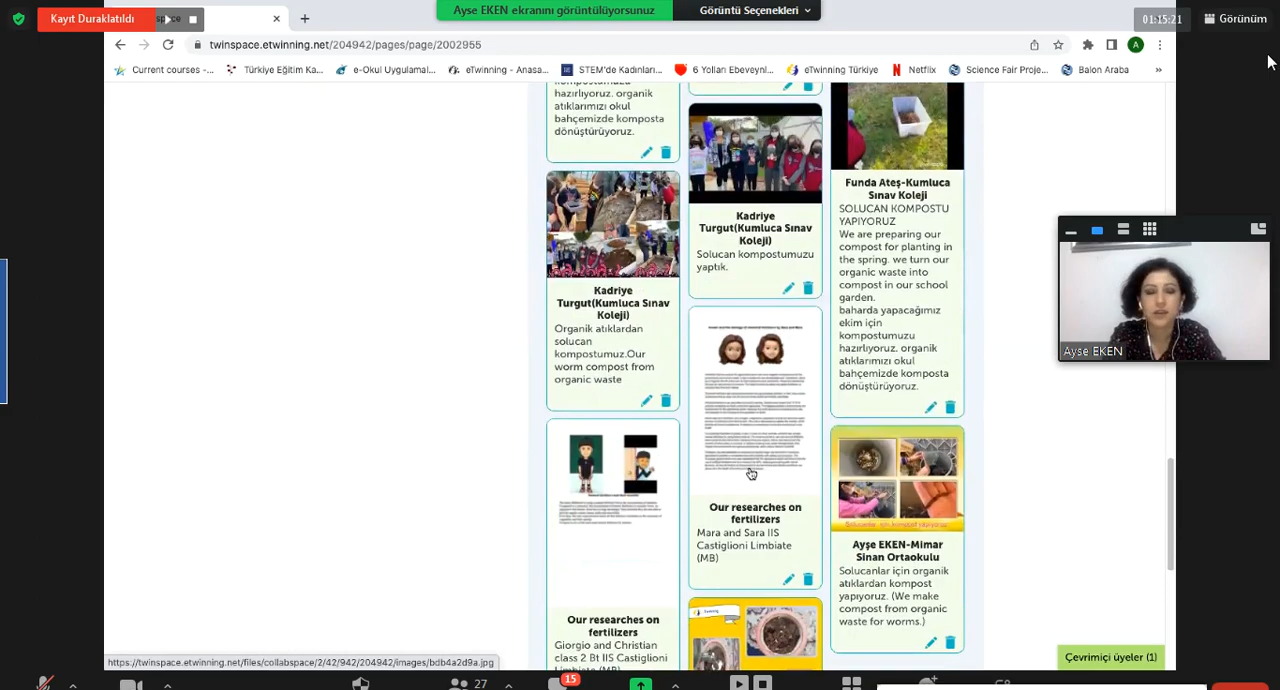 Kayıt Duraklatıldı
Ayse EKEN ekranını görüntülüyorsunuz
Görüntü Seçenekleri
01:15:21
Görünüm
twinspace.etwinning.net/204942/pages/page/2002955
A
Current courses -...
Türkiye Eğitim Ka...
e-Okul Uygulamal...
eTwinning - Anasa...
STEM'de Kadınları...
6 Yolları Ebeveynl...
eTwinning Türkiye
Netflix
Science Fair Proje...
Balon Araba
»
kompostumuzu
hazırlıyoruz. organik
atıklarımızı okul
bahçemizde komposta
dönüştürüyoruz.
Kadriye
Turgut(Kumluca Sınav
Koleji)
Organik atıklardan
solucan
kompostumuz.Our
worm compost from
organic waste
Our researches on
fertilizers
Giorgio and Christian
class 2 Bt IIS Castiglioni
Limbiate (MB)
Kadriye
Turgut(Kumluca Sınav
Koleji)
Solucan kompostumuzu
yaptık.
Our researches on
fertilizers
Mara and Sara IIS
Castiglioni Limbiate
(MB)
Funda Ateş-Kumluca
Sınav Koleji
SOLUCAN KOMPOSTU
YAPIYORUZ
We are preparing our
compost for planting in
the spring. we turn our
organic waste into
compost in our school
garden.
baharda yapacağımız
ekim için
kompostumuzu
hazırlıyoruz. organik
atıklarımızı okul
bahçemizde komposta
dönüştürüyoruz.
Ayşe EKEN-Mimar
Sinan Ortaokulu
Solucanlar için organik
atıklardan kompost
yapıyoruz. (We make
compost from organic
waste for worms.)
Ayse EKEN
https://twinspace.etwinning.net/files/collabspace/2/42/942/204942/images/bdb4a2d9a.jpg
Çevrimiçi üyeler (1)
27
15